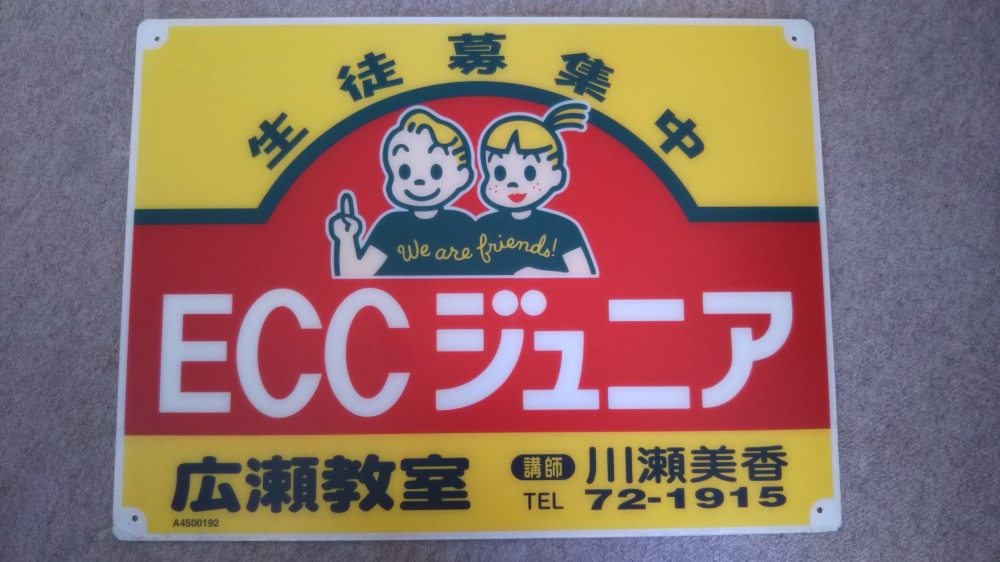 生徒募集中
We are friends!
ECCジュニア
広瀬教室
講師 川瀬美香
TEL 72-1915
A4500192